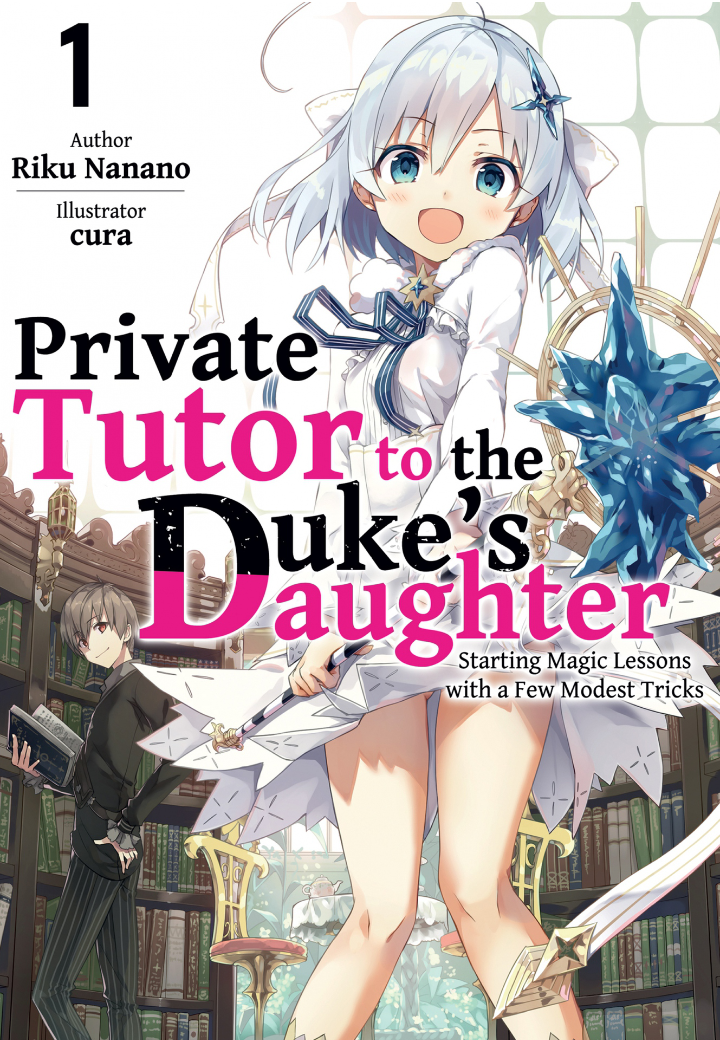 1
Author
Riku Nanano
Illustrator
cura
Private
Tutor to the
Duke's
Daughter
Starting Magic Lessons
with a Few Modest Tricks